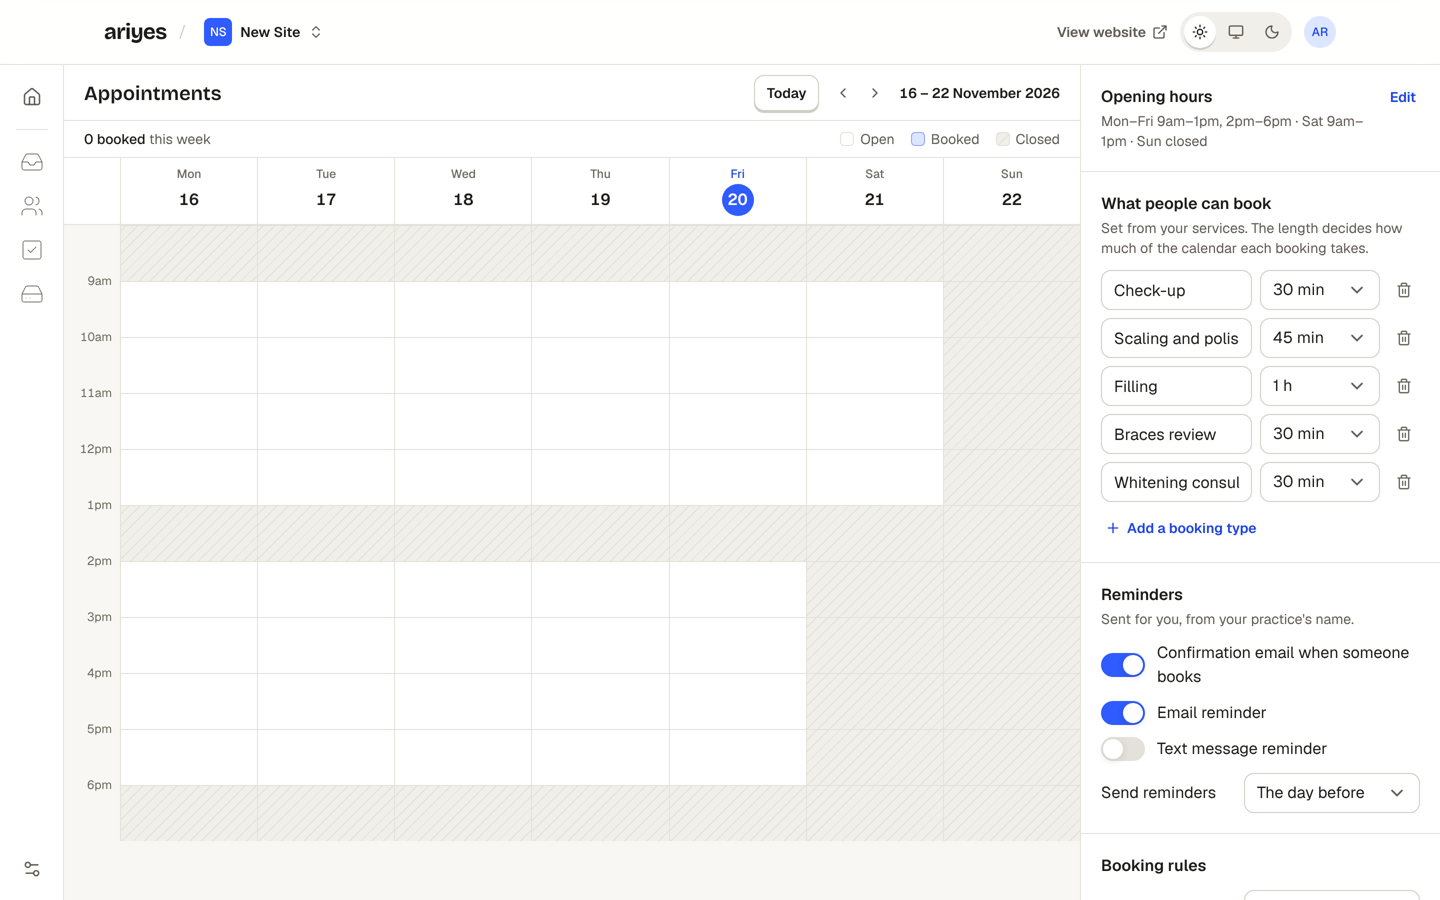 ariyes / NS New Site
View website
AR
Appointments
Today
16 – 22 November 2026
0 booked this week
Open
Booked
Closed
Mon
16
Tue
17
Wed
18
Thu
19
Fri
20
Sat
21
Sun
22
9am
10am
11am
12pm
1pm
2pm
3pm
4pm
5pm
6pm
Opening hours
Edit
Mon–Fri 9am–1pm, 2pm–6pm · Sat 9am–
1pm · Sun closed
What people can book
Set from your services. The length decides how
much of the calendar each booking takes.
Check-up
30 min
Scaling and polis
45 min
Filling
1 h
Braces review
30 min
Whitening consul
30 min
+ Add a booking type
Reminders
Sent for you, from your practice's name.
Confirmation email when someone
books
Email reminder
Text message reminder
Send reminders
The day before
Booking rules